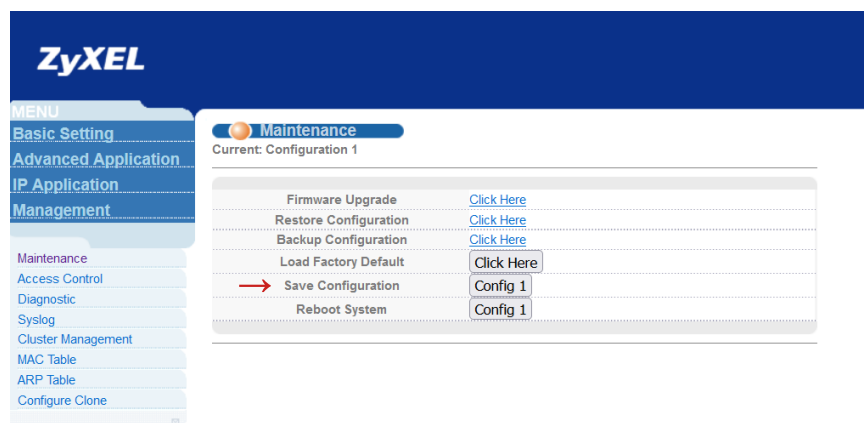 ZyXEL
MENU
Basic Setting
Advanced Application
IP Application
Management
Maintenance
Access Control
Diagnostic
Syslog
Cluster Management
MAC Table
ARP Table
Configure Clone
Maintenance
Current: Configuration 1
Firmware Upgrade Click Here
Restore Configuration Click Here
Backup Configuration Click Here
Load Factory Default Click Here
Save Configuration Config 1
Reboot System Config 1